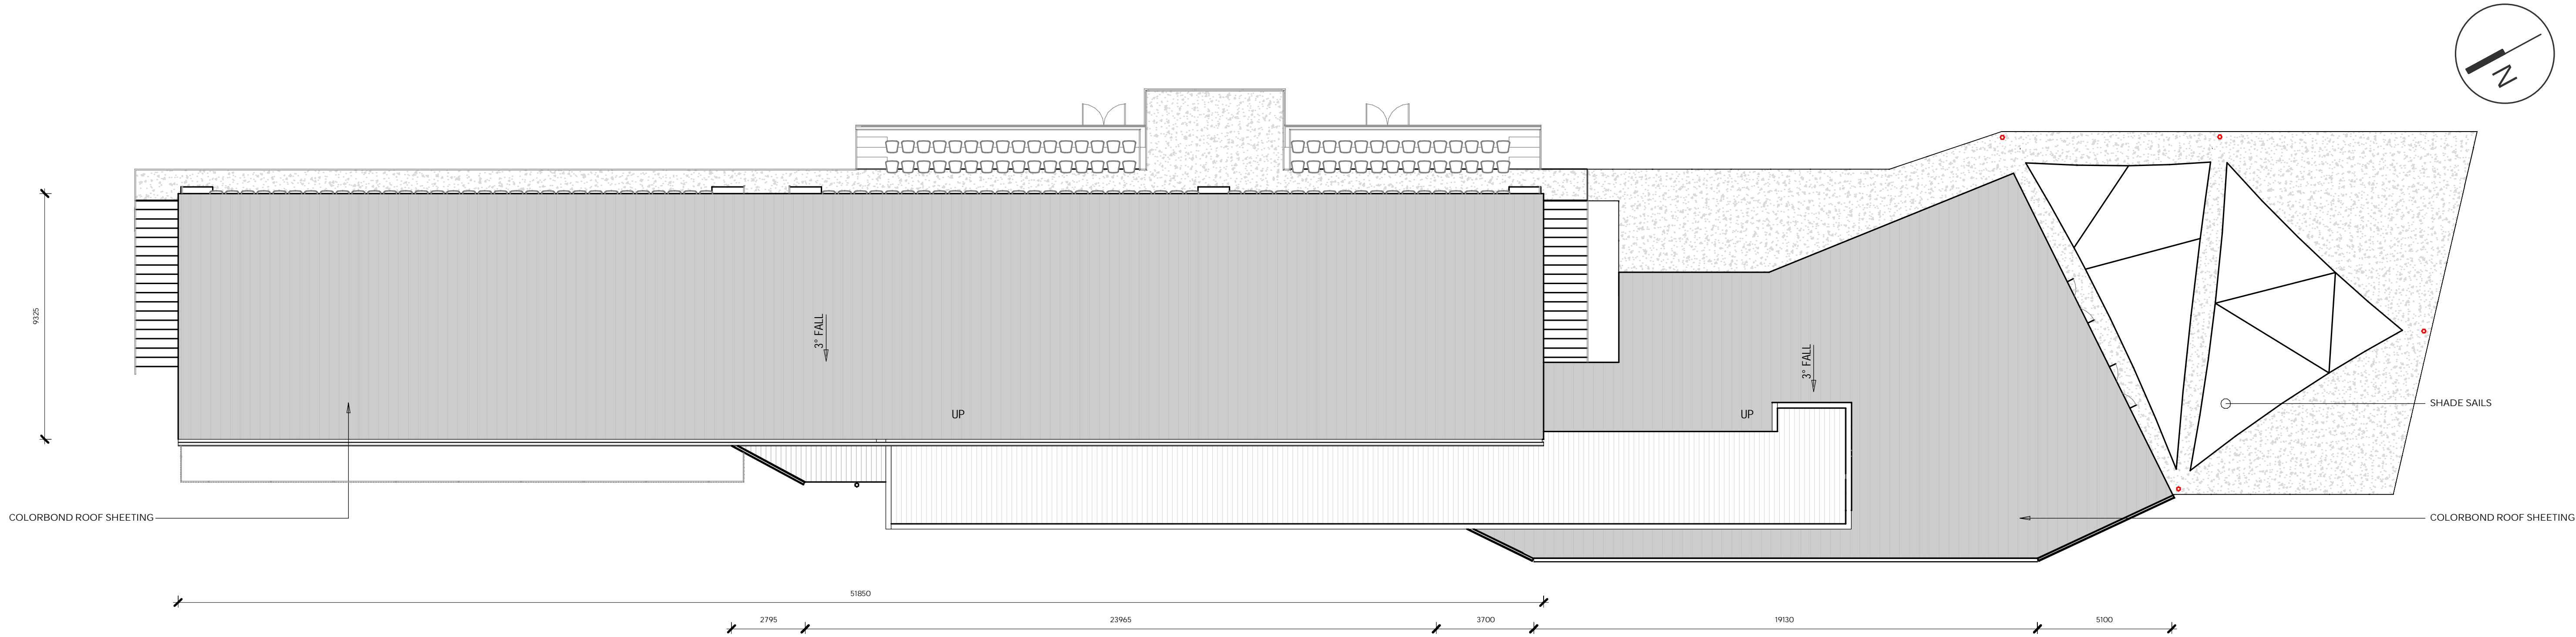 N
9325
3° FALL
3° FALL
UP
UP
SHADE SAILS
COLORBOND ROOF SHEETING
COLORBOND ROOF SHEETING
51850
2795
23965
3700
19130
5100